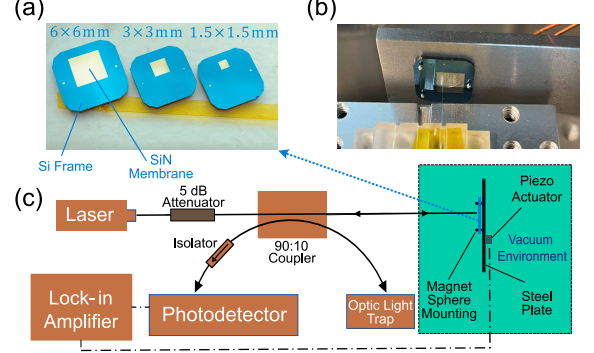 (a)
(b)
6×6mm 3×3mm 1.5×1.5mm
Si Frame
SiN
Membrane
(c)
5 dB
Attenuator
Laser
Isolator
90:10
Coupler
Piezo
Actuator
Vacuum
Environment
Magnet
Sphere
Mounting
Steel
Plate
Lock-in
Amplifier
Photodetector
Optic Light
Trap